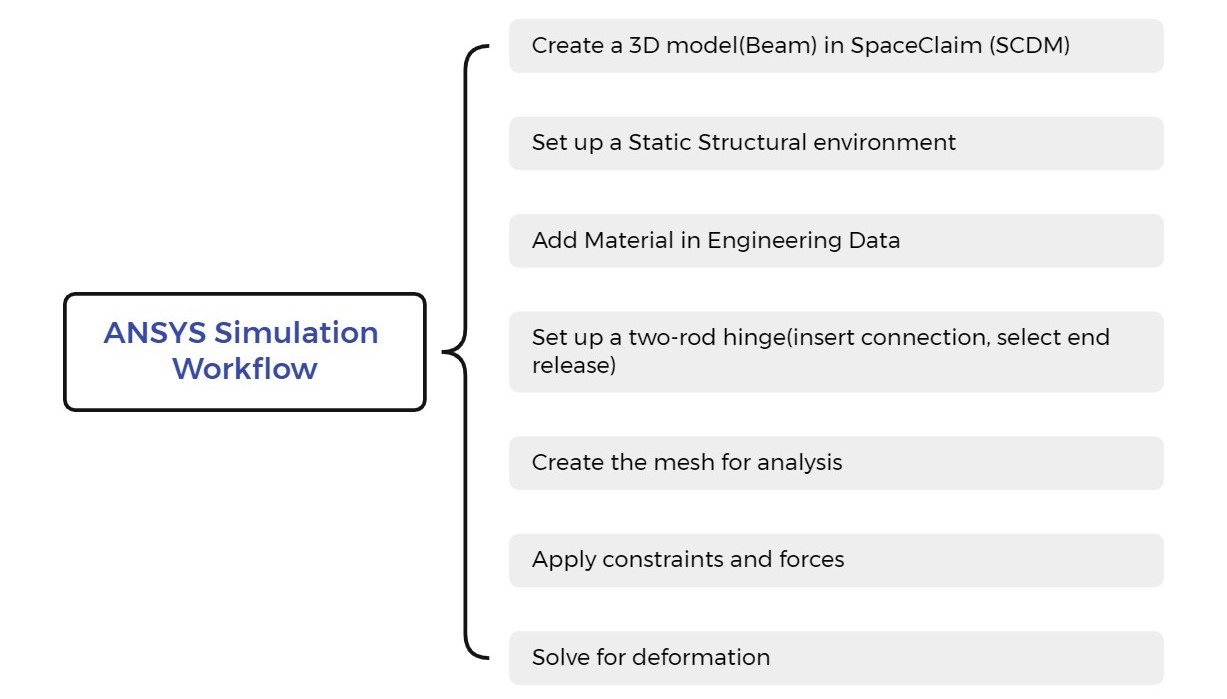 ANSYS Simulation
Workflow
Create a 3D model(Beam) in SpaceClaim (SCDM)
Set up a Static Structural environment
Add Material in Engineering Data
Set up a two-rod hinge(insert connection, select end
release)
Create the mesh for analysis
Apply constraints and forces
Solve for deformation